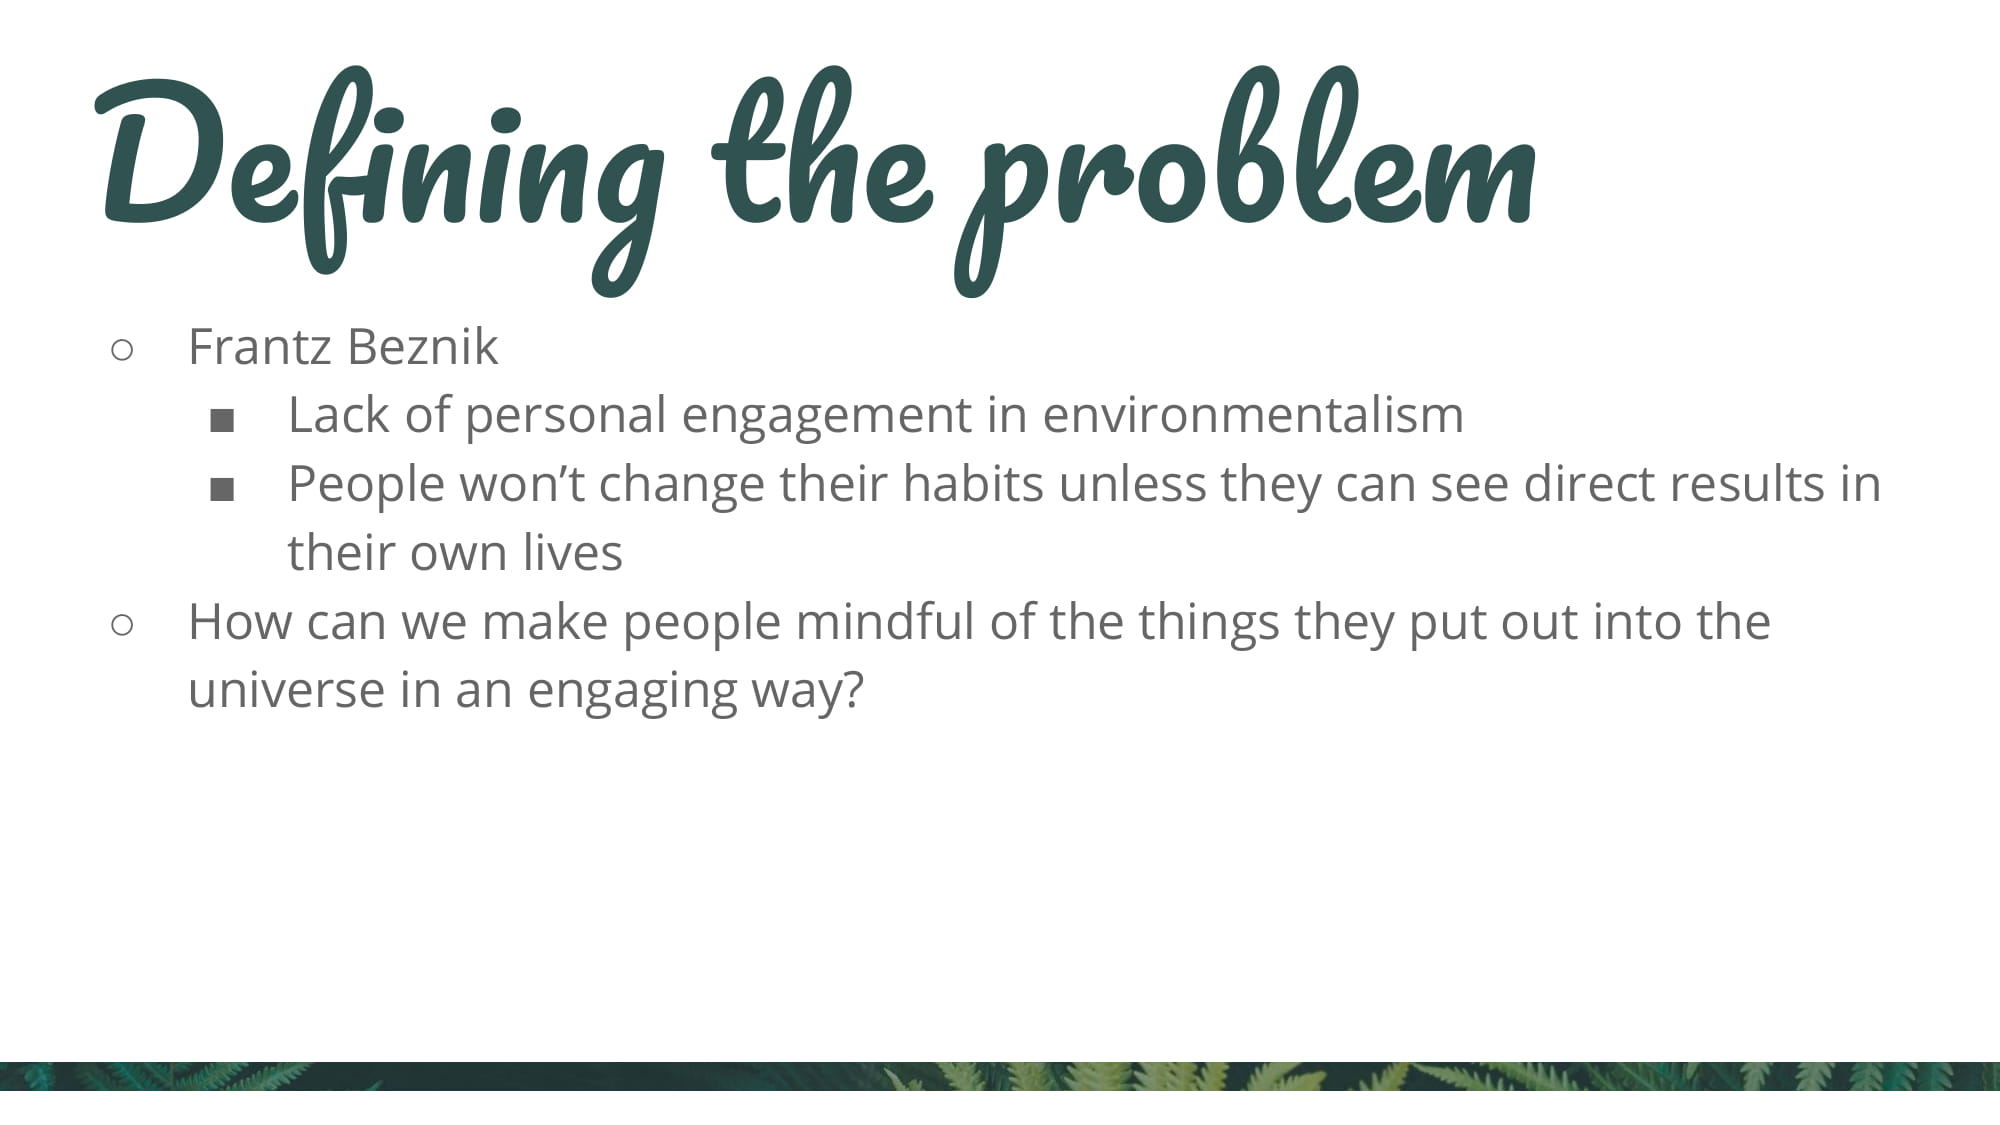 Defining the problem
○ Frantz Beznik
■ Lack of personal engagement in environmentalism
■ People won’t change their habits unless they can see direct results in
their own lives
○ How can we make people mindful of the things they put out into the
universe in an engaging way?